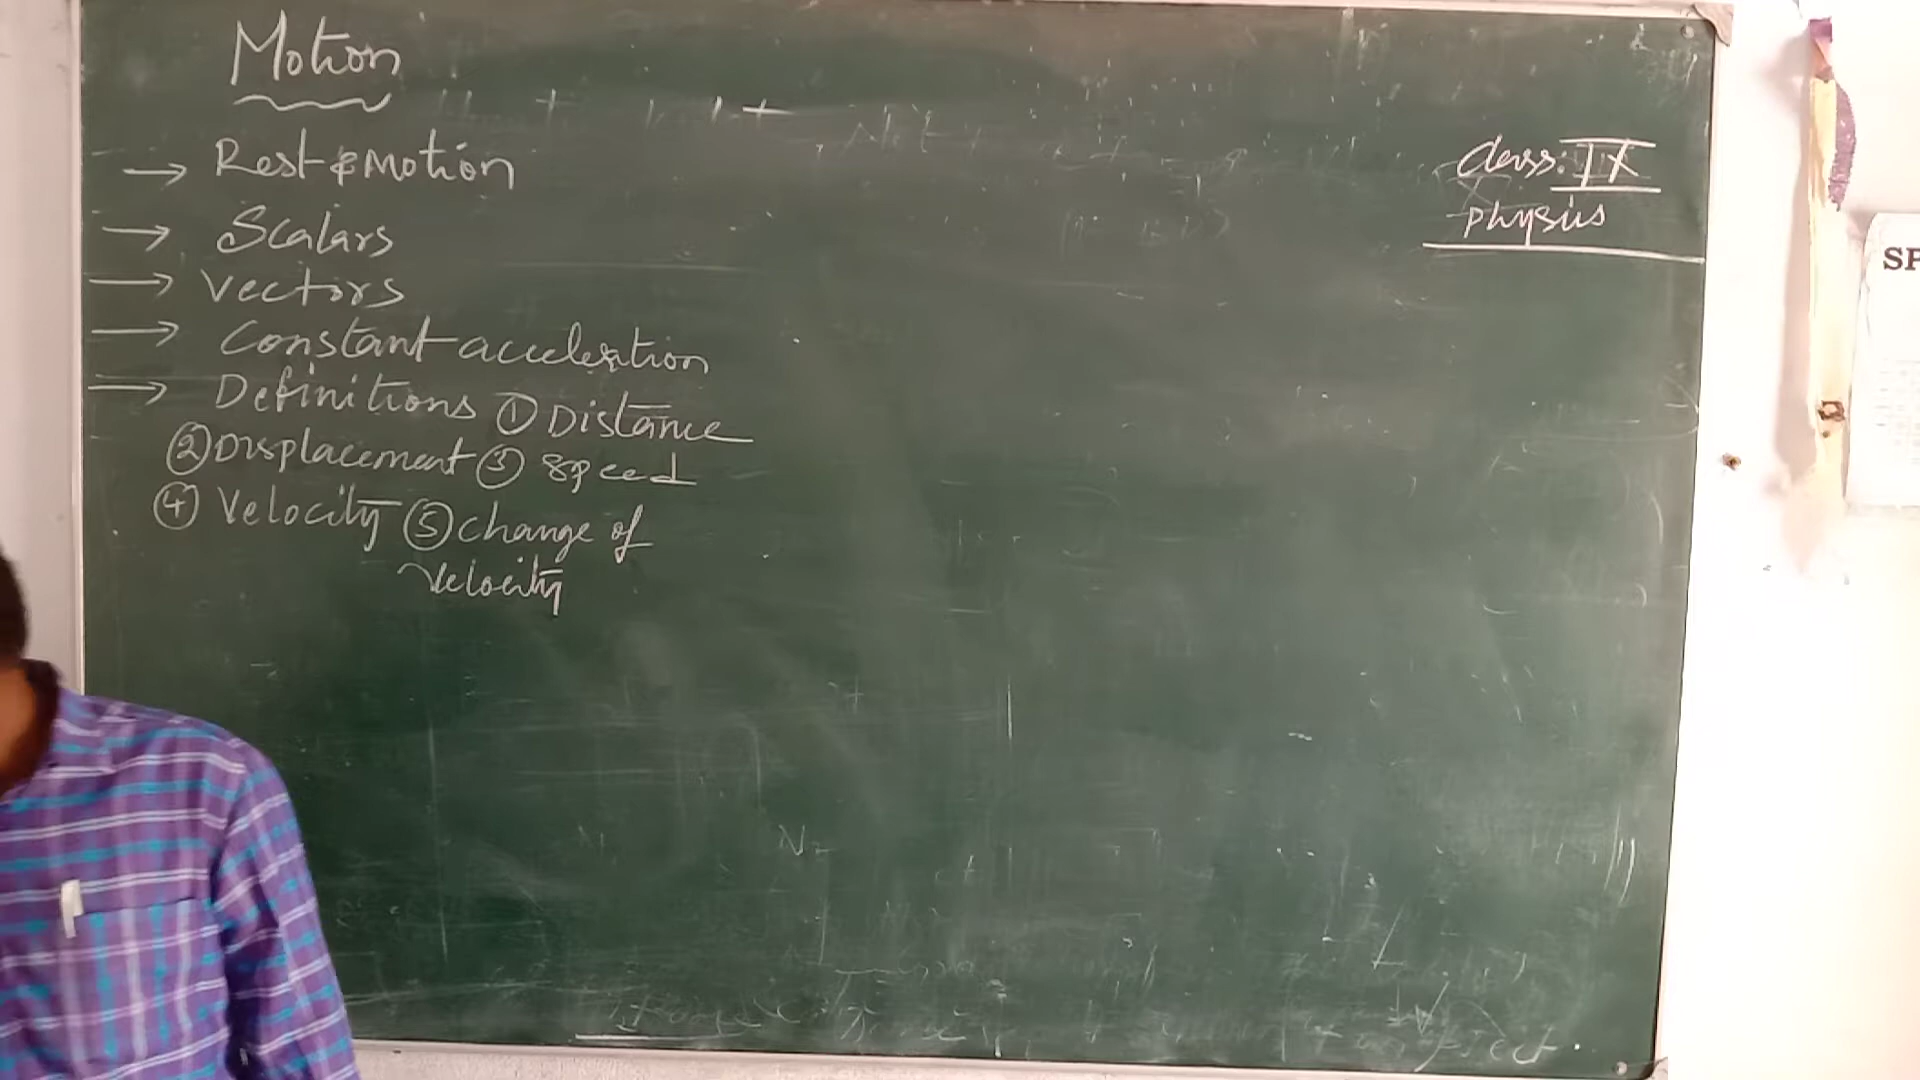 Motion
→ Rest & Motion
→ Scalars
→ Vectors
→ Constant acceleration
→ Definitions ① Distance
② Displacement ③ Speed
④ Velocity ⑤ change of
velocity
class: IX
physics
SP